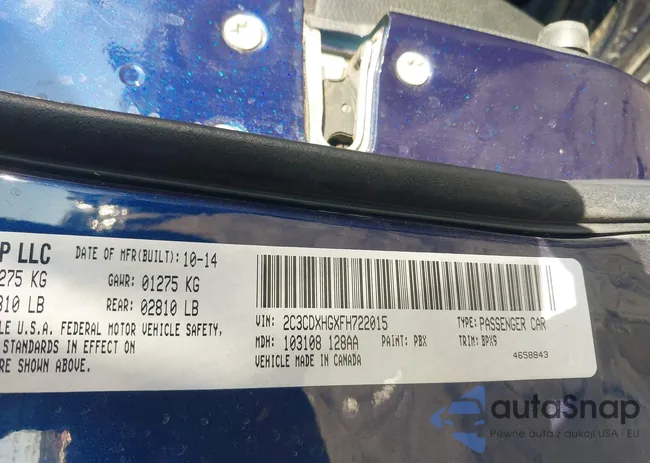 P LLC DATE OF MFR(BUILT): 10-14
275 KG GAWR: 01275 KG
810 LB REAR: 02810 LB
LE U.S.A. FEDERAL MOTOR VEHICLE SAFETY,
STANDARDS IN EFFECT ON
RE SHOWN ABOVE.
VIN: 2C3CDXHGXFH722015 TYPE: PASSENGER CAR
MDH: 103108 128AA PAINT: PBX TRIM: BPX9
VEHICLE MADE IN CANADA 4658843
autoSnap
Pewne auta z aukcji USA i EU